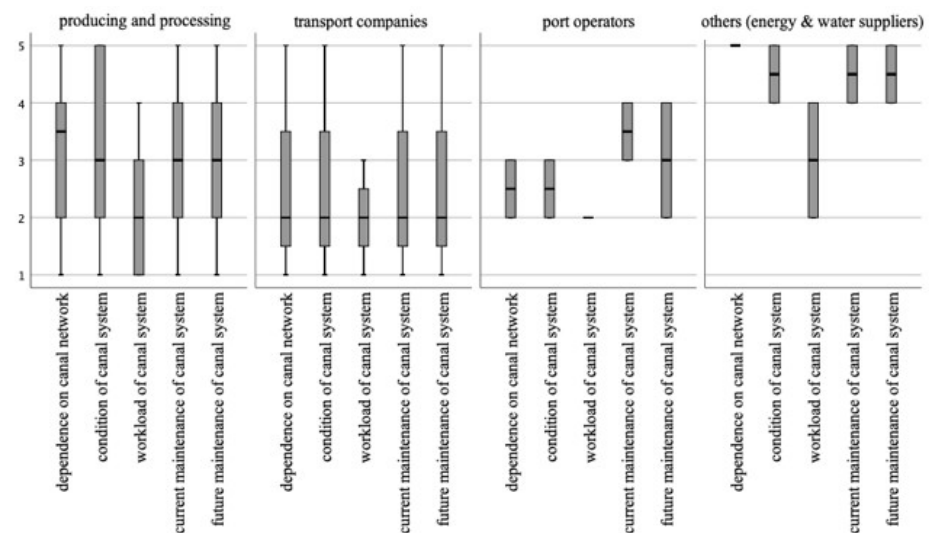 producing and processing
transport companies
port operators
others (energy & water suppliers)
5
4
3
2
1
dependence on canal network
condition of canal system
workload of canal system
current maintenance of canal system
future maintenance of canal system
dependence on canal network
condition of canal system
workload of canal system
current maintenance of canal system
future maintenance of canal system
dependence on canal network
condition of canal system
workload of canal system
current maintenance of canal system
future maintenance of canal system
dependence on canal network
condition of canal system
workload of canal system
current maintenance of canal system
future maintenance of canal system